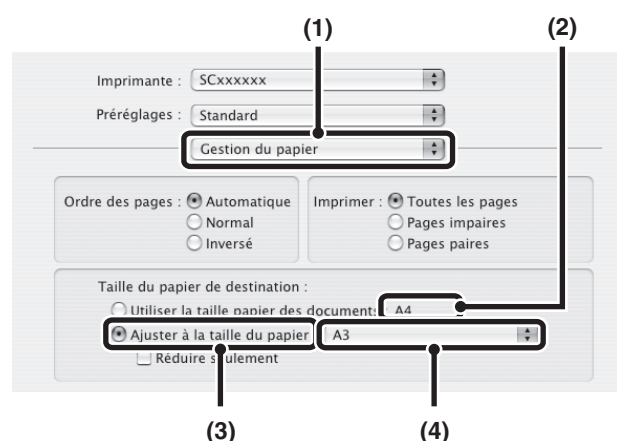 (1) (2)
Imprimante : SCxxxxxx
Préréglages : Standard
Gestion du papier
Ordre des pages : Automatique Imprimer : Toutes les pages
Normal Pages impaires
Inversé Pages paires
Taille du papier de destination :
Utiliser la taille papier des documents : A4
Ajuster à la taille du papier A3
Réduire seulement
(3) (4)